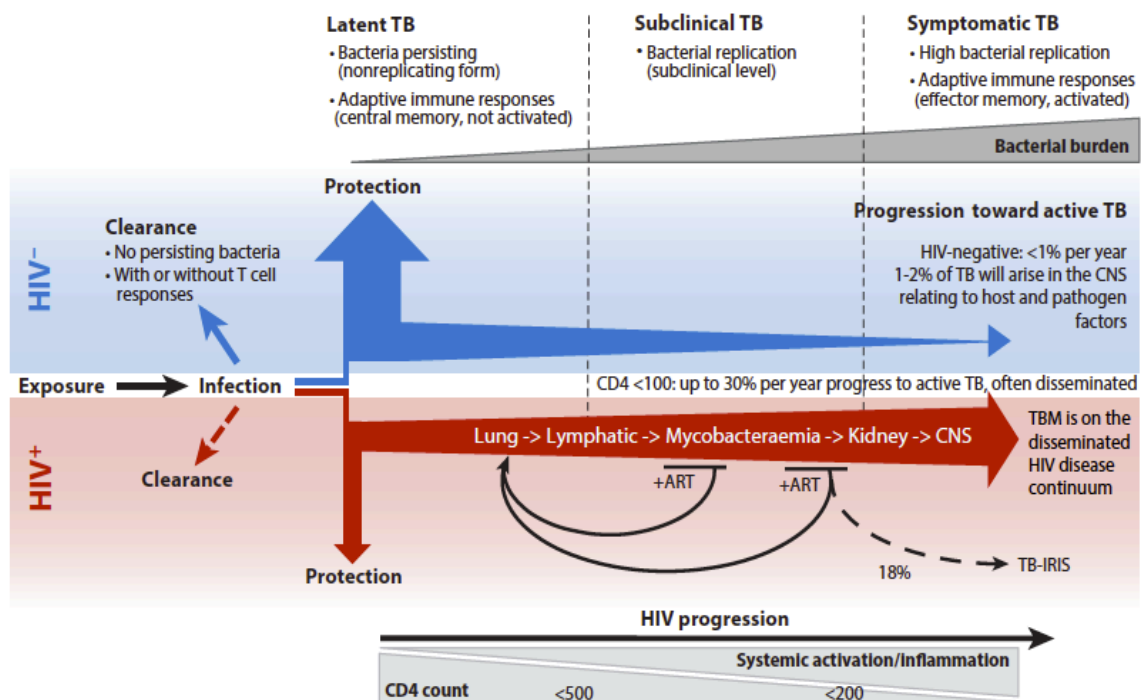 Latent TB
• Bacteria persisting
(nonreplicating form)
• Adaptive immune responses
(central memory, not activated)
Subclinical TB
• Bacterial replication
(subclinical level)
Symptomatic TB
• High bacterial replication
• Adaptive immune responses
(effector memory, activated)
Bacterial burden
HIV–
Protection
Clearance
• No persisting bacteria
• With or without T cell
responses
Progression toward active TB
HIV-negative: <1% per year
1-2% of TB will arise in the CNS
relating to host and pathogen
factors
Exposure
Infection
CD4 <100: up to 30% per year progress to active TB, often disseminated
HIV+
Lung -> Lymphatic -> Mycobacteraemia -> Kidney -> CNS
TBM is on the
disseminated
HIV disease
continuum
Clearance
+ART
+ART
Protection
18%
TB-IRIS
HIV progression
Systemic activation/inflammation
CD4 count
<500
<200